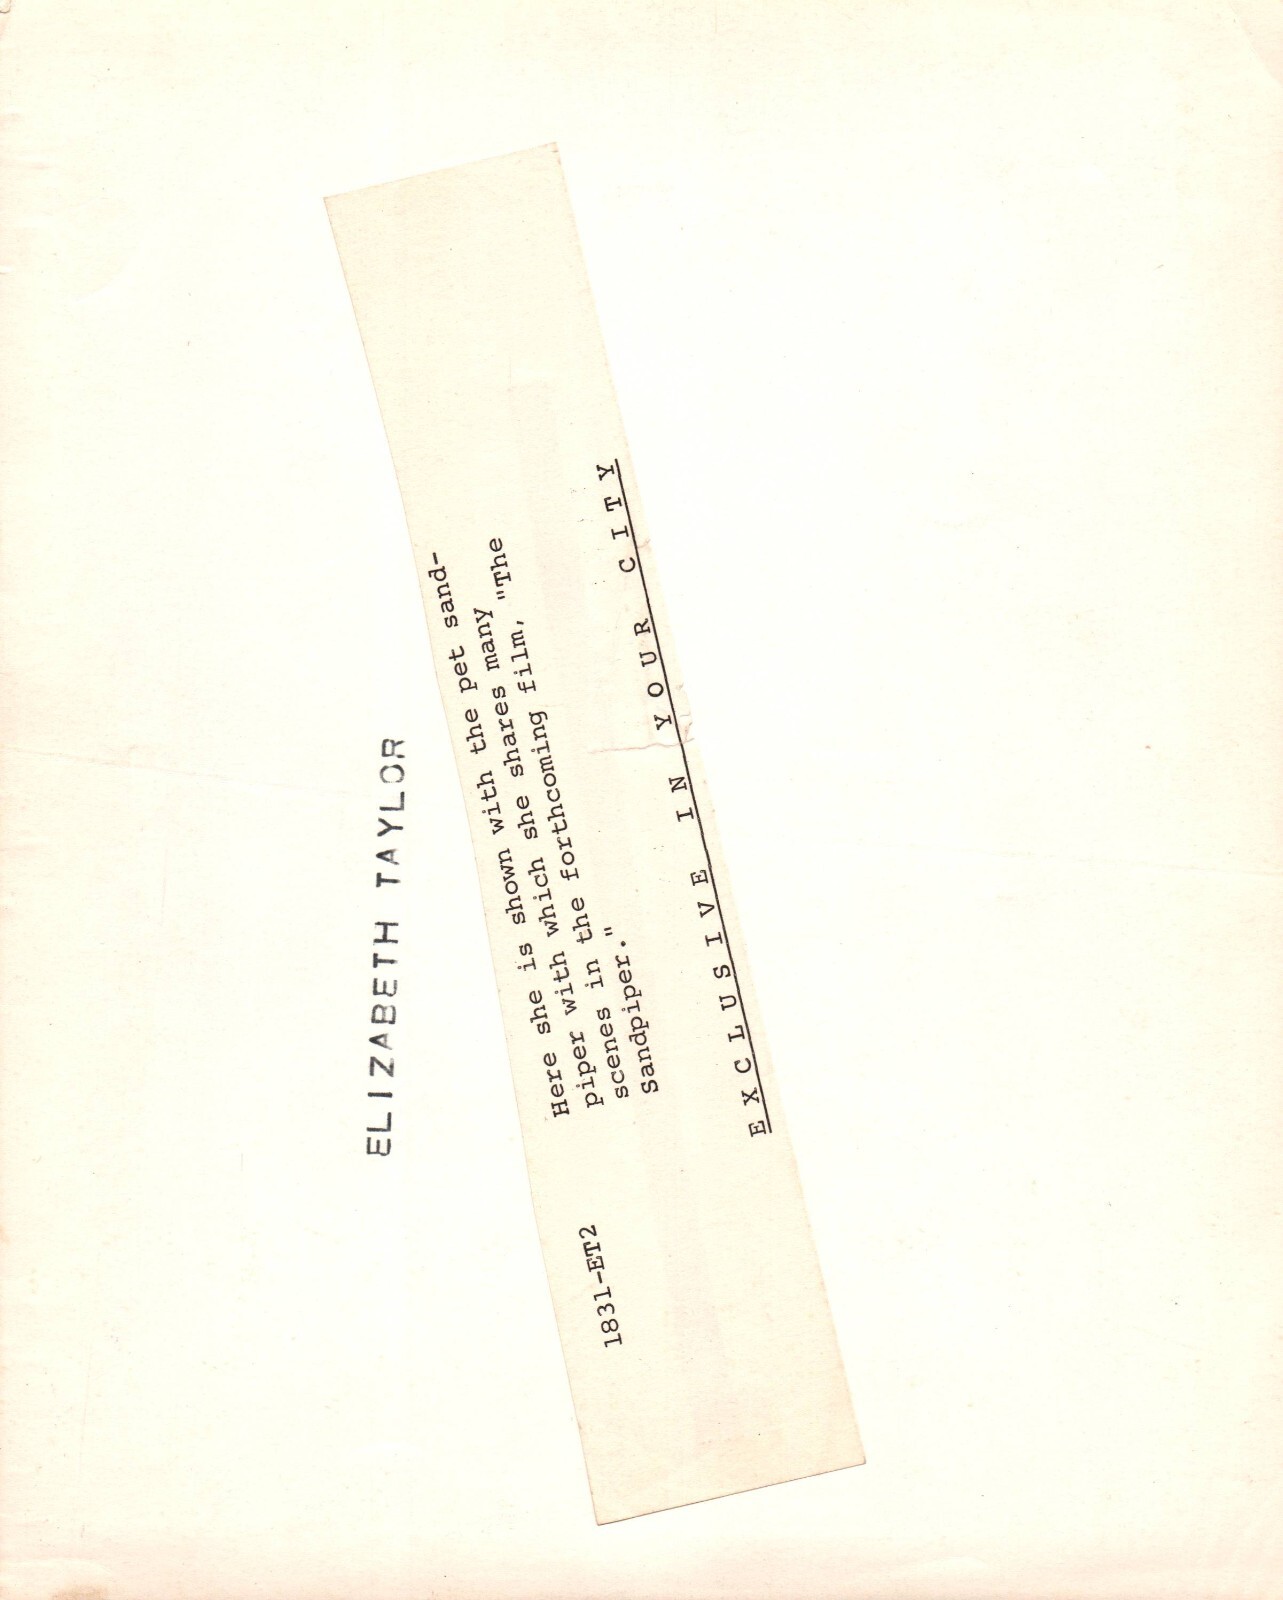 ELIZABETH TAYLOR
1831-ET2
Here she is shown with the pet sand-
piper with which she shares many
scenes in the forthcoming film, "The
Sandpiper."
EXCLUSIVE IN YOUR CITY